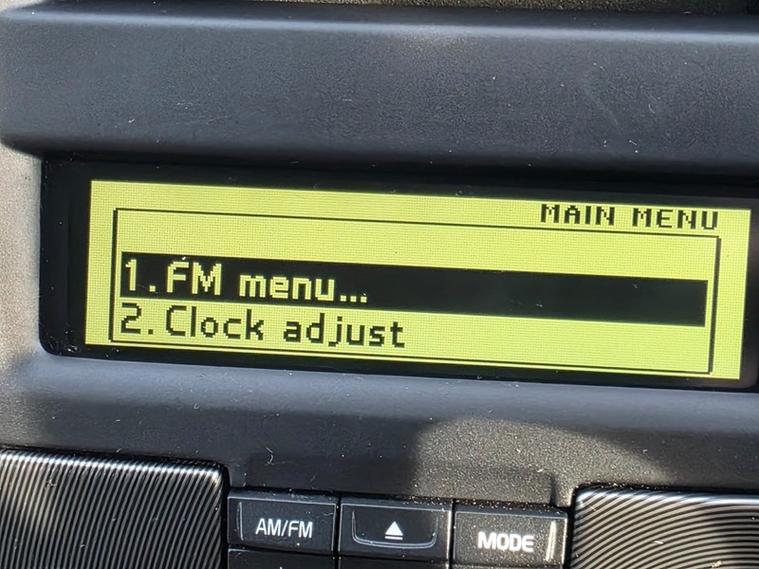 MAIN MENU
1. FM menu...
2. Clock adjust
AM/FM
MODE